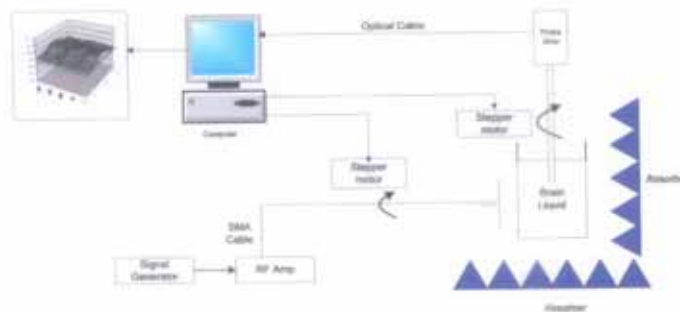 Optical Cable
Computer
Stepper
motor
Stepper
motor
Brain
Liquid
SMA
Cable
Signal
Generator
RF Amp